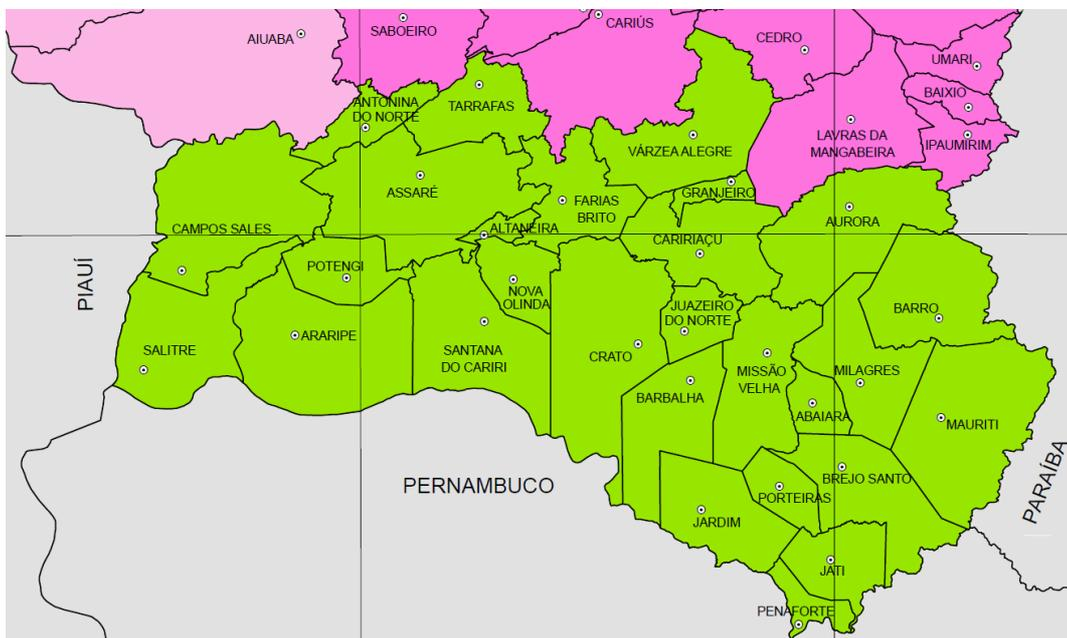 SABOEIRO
CARIÚS
AIUABA
CEDRO
UMARI
BAIXIO
ANTONINA
DO NORTE
TARRAFAS
LAVRAS DA
MANGABEIRA
IPAUMIRIM
VÁRZEA ALEGRE
ASSARÉ
GRANJEIRO
FARIAS
BRITO
AURORA
CAMPOS SALES
ALTANEIRA
CARIRIAÇU
PIAUÍ
POTENGI
NOVA
OLINDA
JUAZEIRO
DO NORTE
BARRO
ARARIPE
SALITRE
SANTANA
DO CARIRI
CRATO
MISSÃO
VELHA
MILAGRES
BARBALHA
ABAIARA
MAURITI
PARAÍBA
PERNAMBUCO
BREJO SANTO
PORTEIRAS
JARDIM
JATI
PENAFORTE